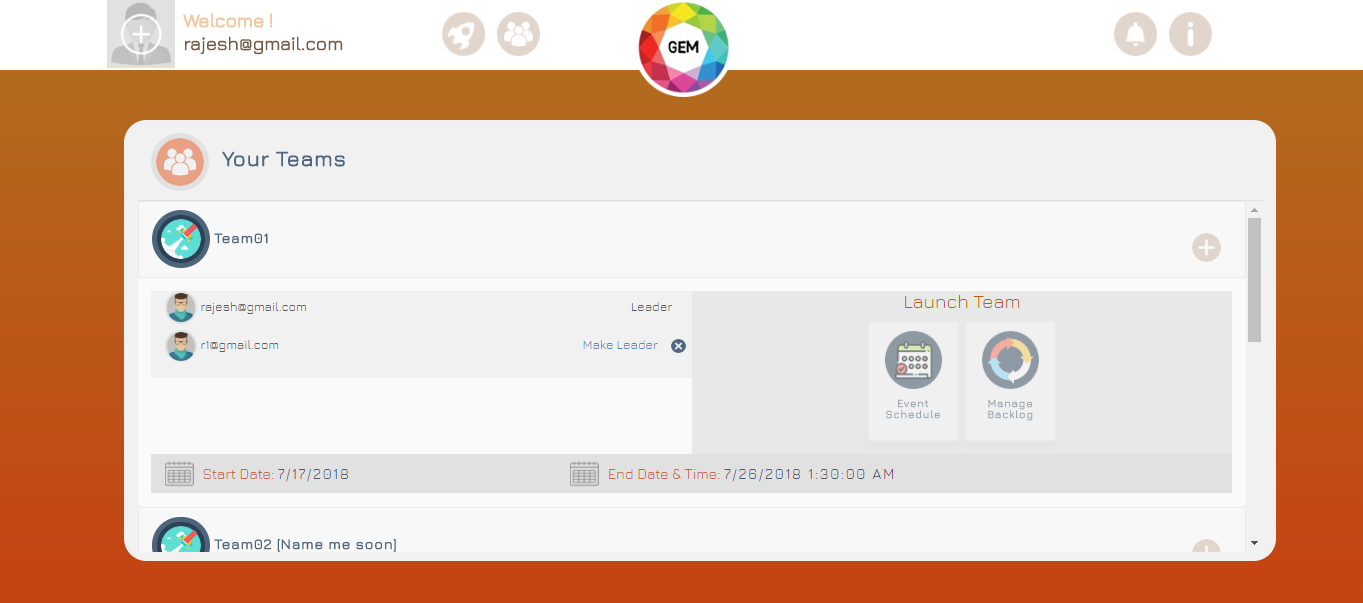 Welcome !
rajesh@gmail.com
GEM
Your Teams
Team01
rajesh@gmail.com Leader
r1@gmail.com Make Leader
Launch Team
Event
Schedule
Manage
Backlog
Start Date: 7/17/2018 End Date & Time: 7/26/2018 1:30:00 AM
Team02 [Name me soon]